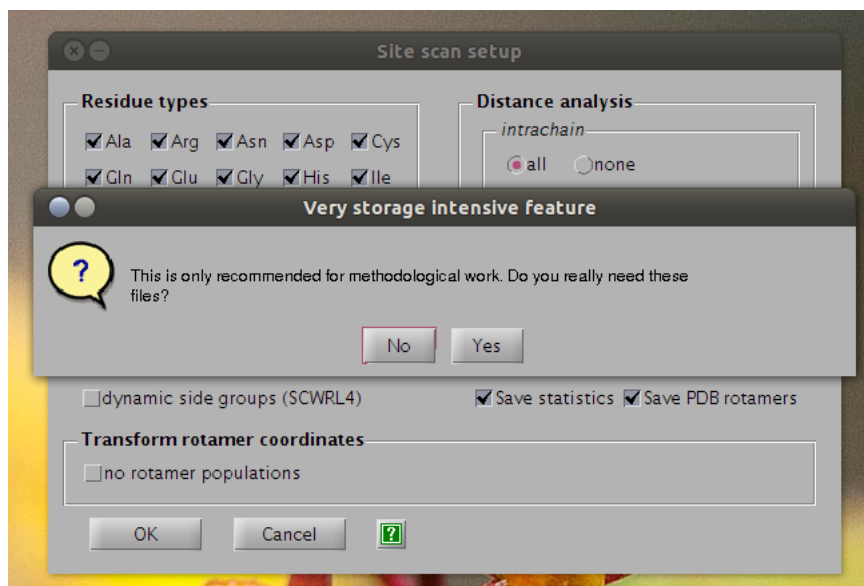 Site scan setup
Residue types
Distance analysis
intrachain
Ala Arg Asn Asp Cys
all none
Gln Glu Gly His Ile
Very storage intensive feature
?
This is only recommended for methodological work. Do you really need these
files?
No Yes
dynamic side groups (SCWRL4)
Save statistics Save PDB rotamers
Transform rotamer coordinates
no rotamer populations
OK Cancel ?